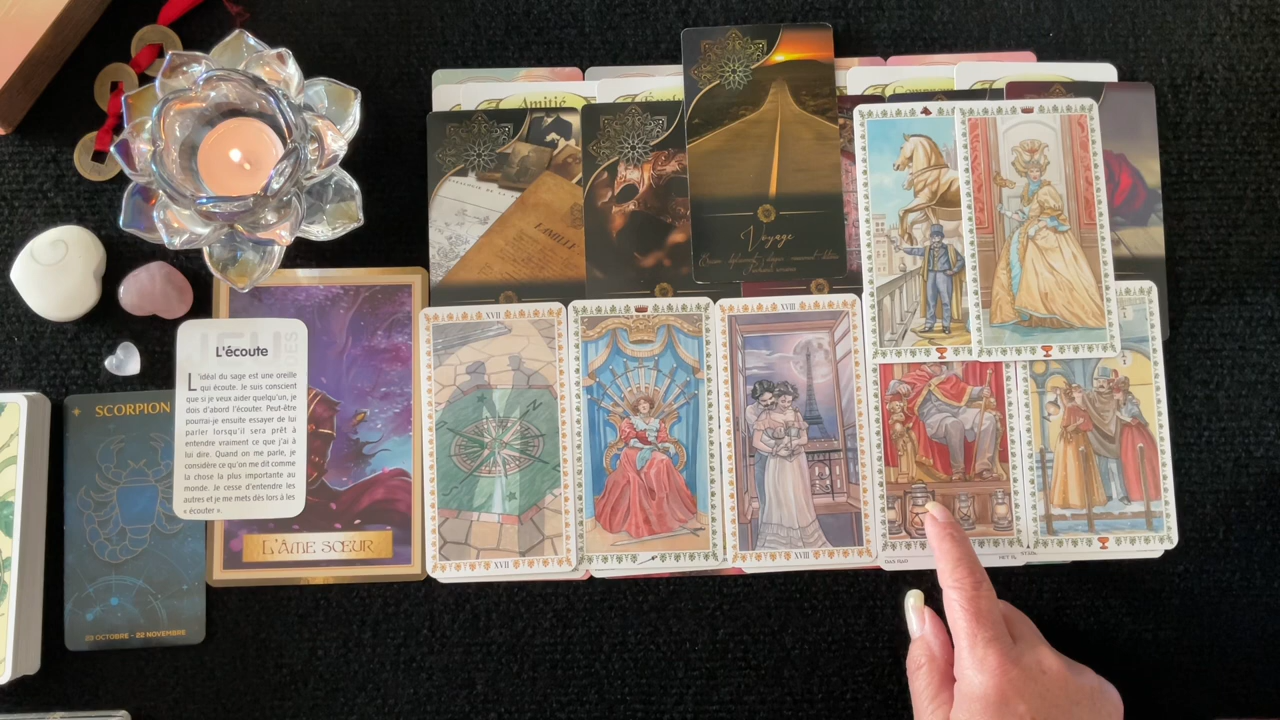 Amitié
FAMILLE
Voyage
L'écoute
L'idéal du sage est une oreille
qui écoute. Je suis conscient
que si je veux aider quelqu'un, je
dois d'abord l'écouter. Peut-être
pourrai-je ensuite essayer de lui
parler lorsqu'il sera prêt à
entendre vraiment ce que j'ai à
lui dire. Quand on me parle, je
considère ce qu'on me dit comme
la chose la plus importante au
monde. Je cesse d'entendre les
autres et je me mets dès lors à les
« écouter ».
SCORPION
23 OCTOBRE - 22 NOVEMBRE
L'ÂME SŒUR
XVII
XVII
XVIII
XVIII